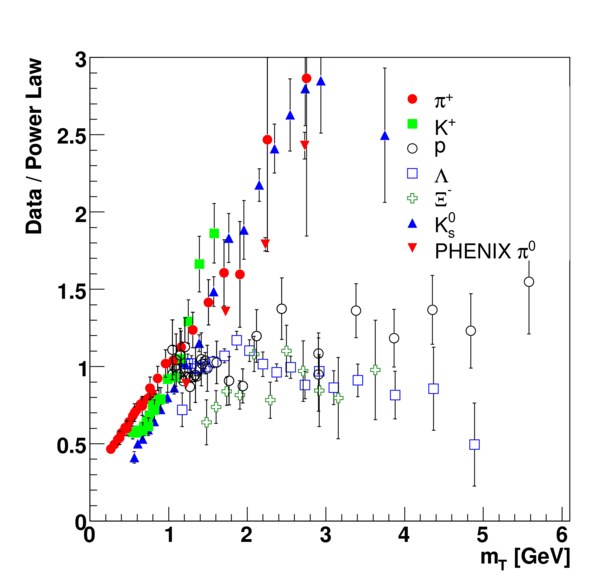 Data / Power Law
3
2.5
2
1.5
1
0.5
0
0 1 2 3 4 5 6
m_T [GeV]
π⁺
K⁺
p
Λ
Ξ⁻
K⁰ₛ
PHENIX π⁰